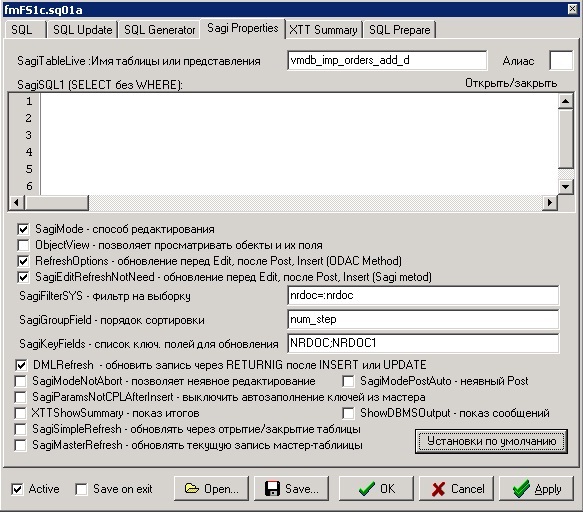 fmFS1c.sq01a
SQL SQL Update SQL Generator Sagi Properties XTT Summary SQL Prepare
SagiTableLive :Имя таблицы или представления vmdb_imp_orders_add_d Алиас
SagiSQL1 (SELECT без WHERE): Открыть/закрыть
1
2
3
4
5
6
SagiMode - способ редактирования
ObjectView - позволяет просматривать обекты и их поля
RefreshOptions - обновление перед Edit, после Post, Insert (ODAC Method)
SagiEditRefreshNotNeed - обновление перед Edit, после Post, Insert (Sagi metod)
SagiFilterSYS - фильтр на выборку nrdoc=:nrdoc
SagiGroupField - порядок сортировки num_step
SagiKeyFields - список ключ. полей для обновления NRDOC;NRDOC1
DMLRefresh - обновить запись через RETURNIG после INSERT или UPDATE
SagiModeNotAbort - позволяет неявное редактирование SagiModePostAuto - неявный Post
SagiParamsNotCPLAfterInsert - выключить автозаполнение ключей из мастера
XTTShowSummary - показ итогов ShowDBMSOutput - показ сообщений
SagiSimpleRefresh - обновлять через отрытие/закрытие таблицы
SagiMasterRefresh - обновлять текущую запись мастер-таблиицы Установки по умолчанию
Active Save on exit Open... Save... OK Cancel Apply